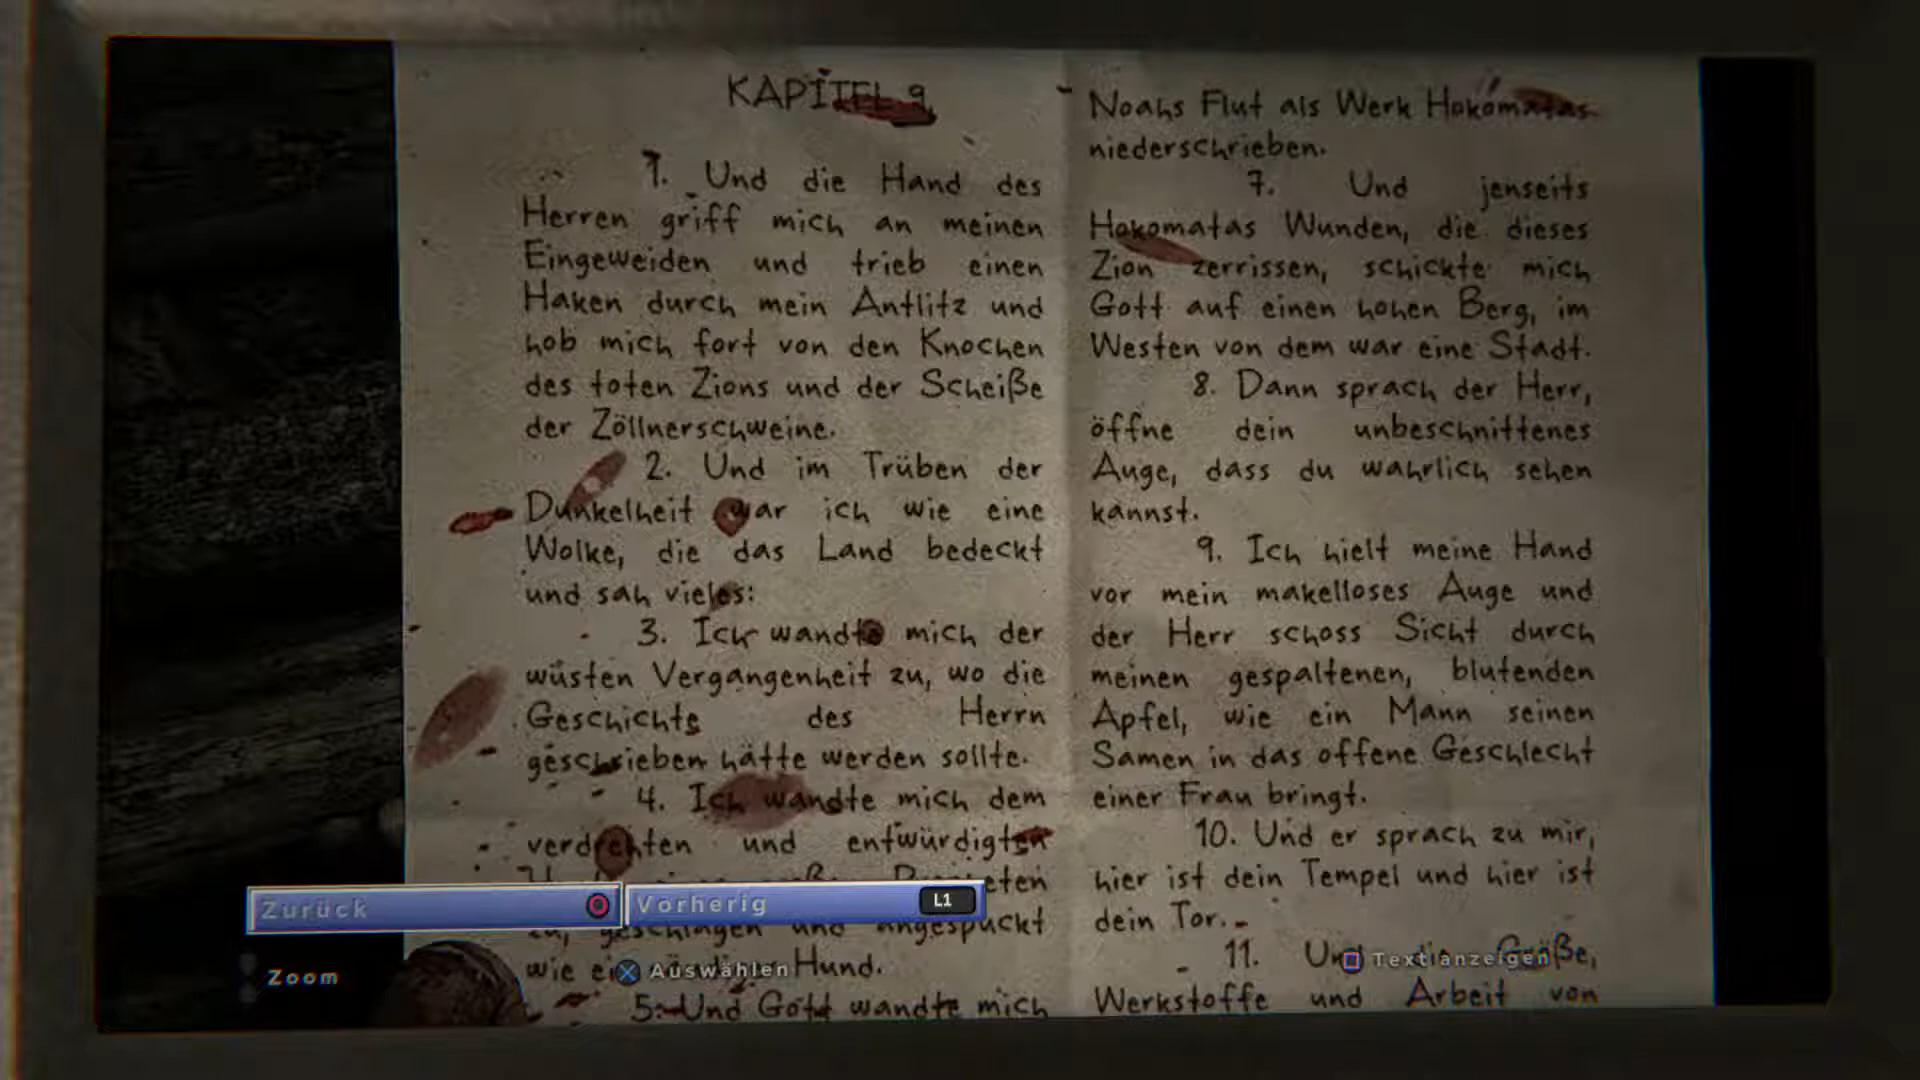 KAPITEL 9
1. Und die Hand des
Herren griff mich an meinen
Eingeweiden und trieb einen
Haken durch mein Antlitz und
hob mich fort von den Knochen
des toten Zions und der Scheiße
der Zöllnerschweine.
2. Und im Trüben der
Dunkelheit war ich wie eine
Wolke, die das Land bedeckt
und sah vieles:
3. Ich wandte mich der
wüsten Vergangenheit zu, wo die
Geschichte des Herrn
geschrieben hätte werden sollte.
4. Ich wandte mich dem
verdrehten und entwürdigten
zu, geschlagen und angespuckt
wie ein Hund.
5. Und Gott wandte mich
Noahs Flut als Werk Hokomatas
niederschrieben.
7. Und jenseits
Hokomatas Wunden, die dieses
Zion zerrissen, schickte mich
Gott auf einen hohen Berg, im
Westen von dem war eine Stadt.
8. Dann sprach der Herr,
öffne dein unbeschnittenes
Auge, dass du wahrlich sehen
kannst.
9. Ich hielt meine Hand
vor mein makelloses Auge und
der Herr schoss Sicht durch
meinen gespaltenen, blutenden
Apfel, wie ein Mann seinen
Samen in das offene Geschlecht
einer Frau bringt.
10. Und er sprach zu mir,
hier ist dein Tempel und hier ist
dein Tor.
11. Und die Größe,
Werkstoffe und Arbeit von
Zurück
Vorherig L1
Zoom
Auswählen
Text anzeigen